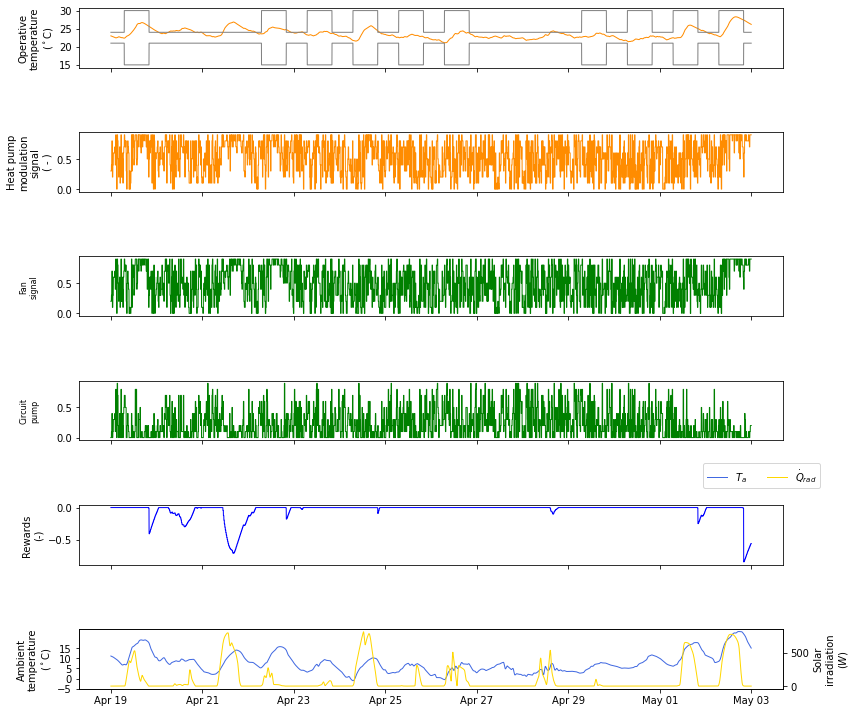 Operative
temperature
(°C)
30
25
20
15
Heat pump
modulation
signal
( - )
0.5
0.0
Fan
signal
0.5
0.0
Circuit
pump
0.5
0.0
T_a
Q̇_rad
Rewards
(-)
0.0
−0.5
Ambient
temperature
(°C)
15
10
5
0
−5
500
0
Solar
irradiation
(W)
Apr 19 Apr 21 Apr 23 Apr 25 Apr 27 Apr 29 May 01 May 03